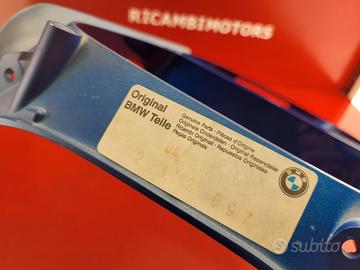 RICAMBIMOTORS
Original
BMW Teile
Genuine Parts · Pièces d'Origine
Originele Onderdelen · Original Reservdelar
Ricambi Originali · Repuestos Originales
Peças Originais
BMW
subito